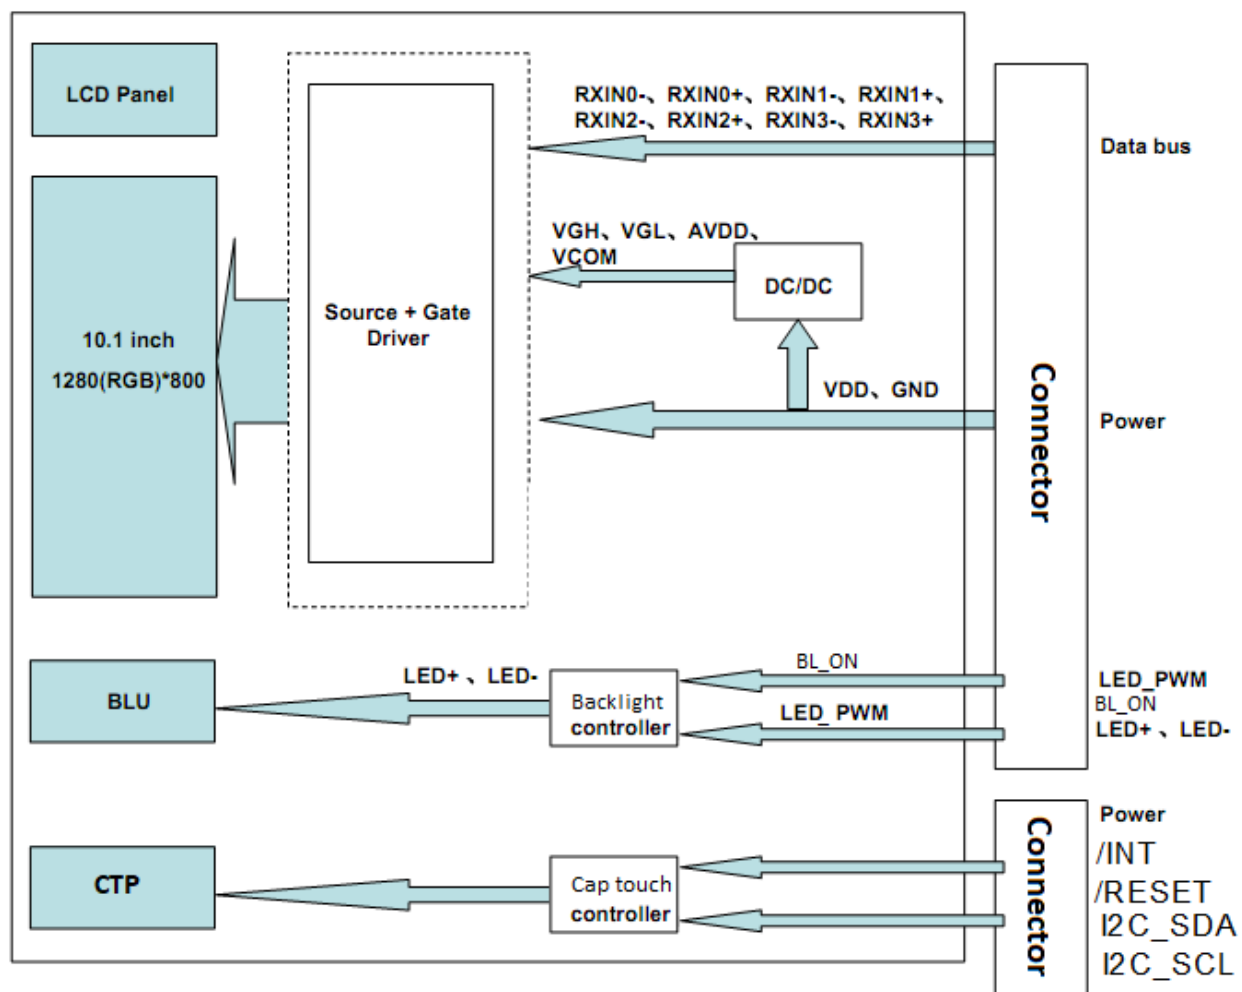 LCD Panel
RXIN0-、RXIN0+、RXIN1-、RXIN1+、
RXIN2-、RXIN2+、RXIN3-、RXIN3+
Data bus
VGH、VGL、AVDD、
VCOM
DC/DC
Source + Gate
Driver
10.1 inch
1280(RGB)*800
VDD、GND
Connector
Power
BLU
LED+ 、LED-
Backlight
controller
BL_ON
LED_PWM
LED_PWM
BL_ON
LED+ 、LED-
CTP
Cap touch
controller
Connector
Power
/INT
/RESET
I2C_SDA
I2C_SCL